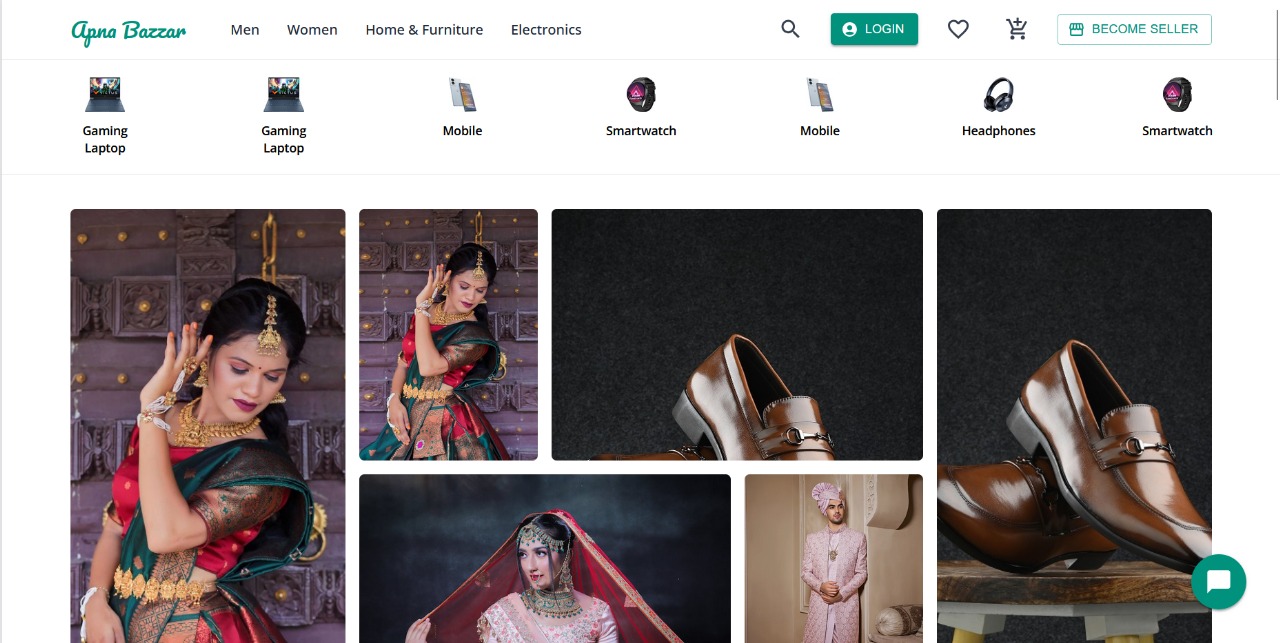 Apna Bazzar
Men
Women
Home & Furniture
Electronics
LOGIN
BECOME SELLER
Gaming
Laptop
Gaming
Laptop
Mobile
Smartwatch
Mobile
Headphones
Smartwatch